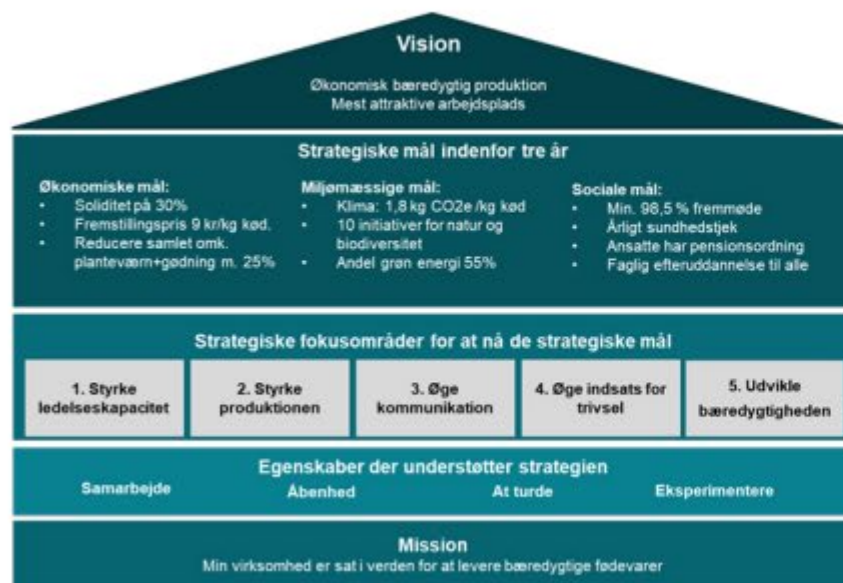 Vision
Økonomisk bæredygtig produktion
Mest attraktive arbejdsplads
Strategiske mål indenfor tre år
Økonomiske mål:
• Soliditet på 30%
• Fremstillingspris 9 kr/kg kød.
• Reducere samlet omk.
planteværn+gødning m. 25%
Miljømæssige mål:
• Klima: 1,8 kg CO2e /kg kød
• 10 initiativer for natur og
biodiversitet
• Andel grøn energi 55%
Sociale mål:
• Min. 98,5 % fremmøde
• Årligt sundhedstjek
• Ansatte har pensionsordning
• Faglig efteruddannelse til alle
Strategiske fokusområder for at nå de strategiske mål
1. Styrke
ledelseskapacitet
2. Styrke
produktionen
3. Øge
kommunikation
4. Øge indsats for
trivsel
5. Udvikle
bæredygtigheden
Egenskaber der understøtter strategien
Samarbejde
Åbenhed
At turde
Eksperimentere
Mission
Min virksomhed er sat i verden for at levere bæredygtige fødevarer